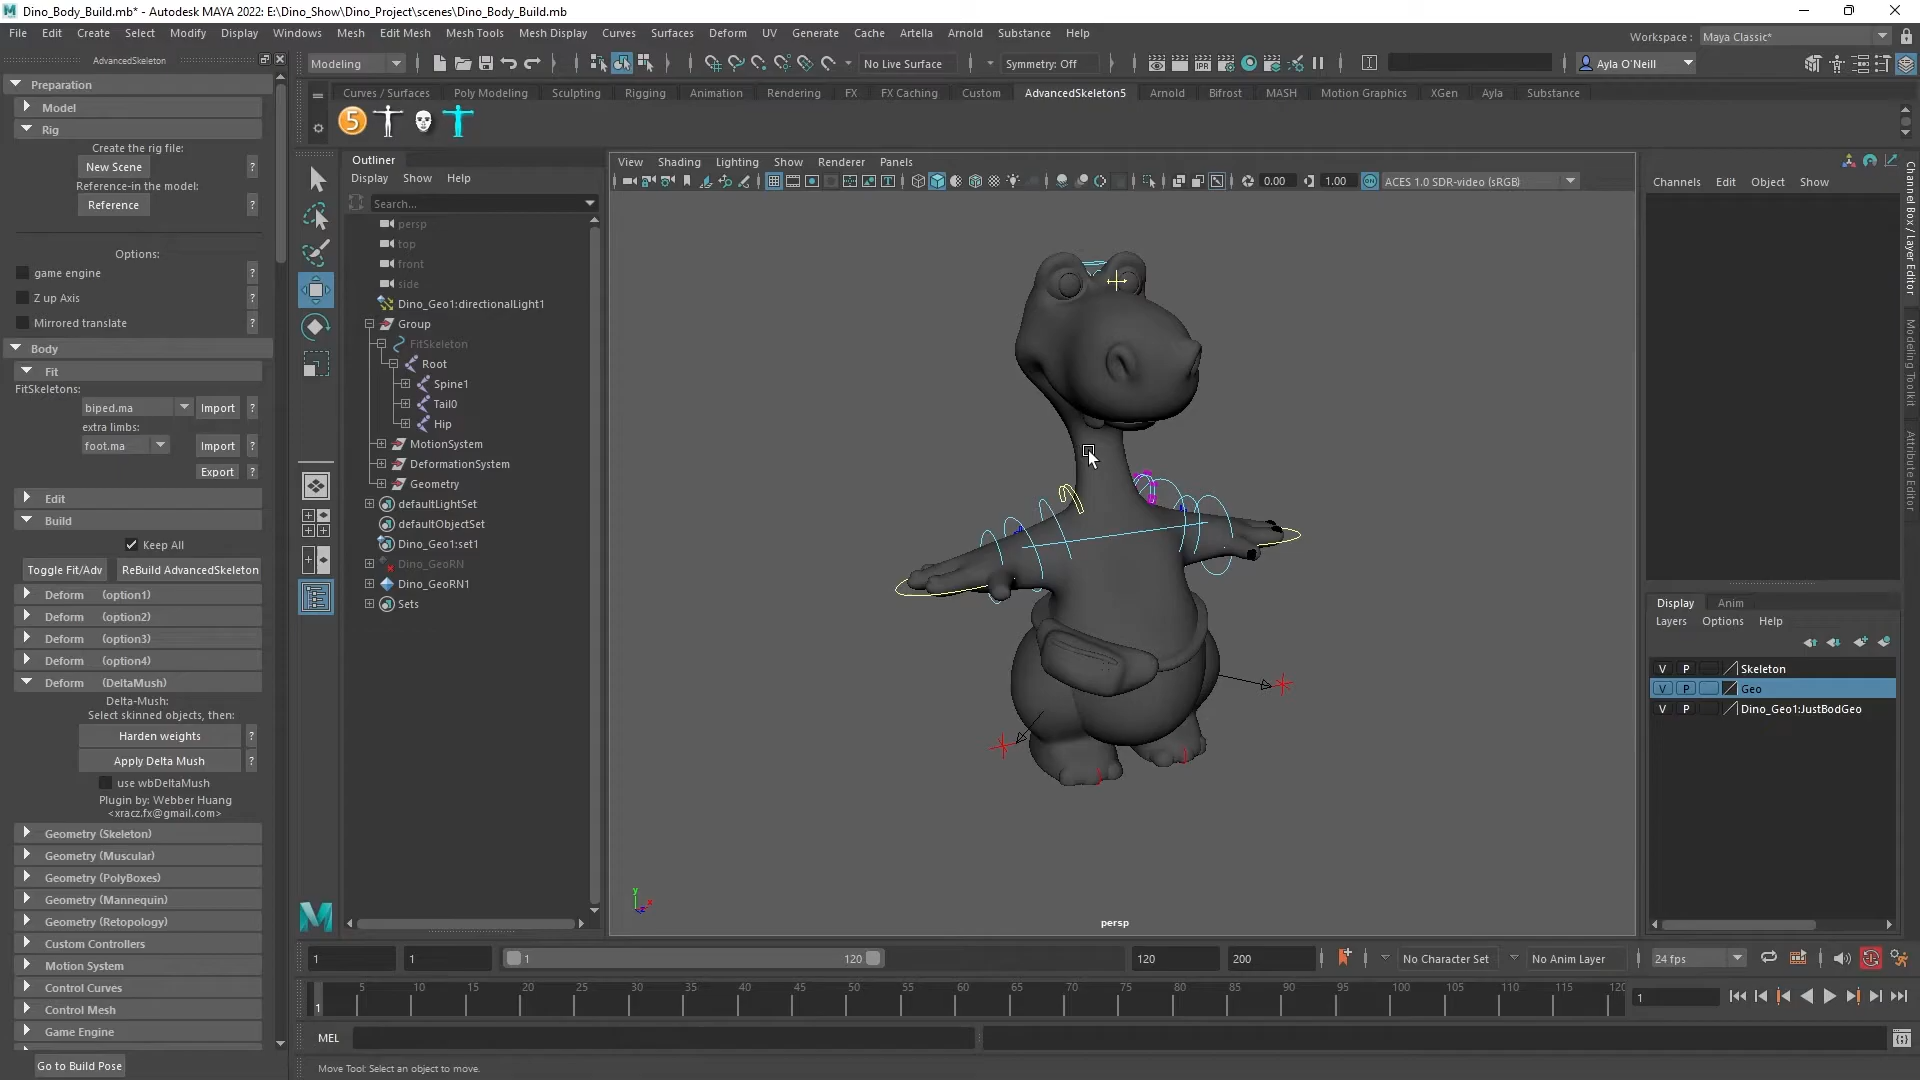 Dino_Body_Build.mb* - Autodesk MAYA 2022: E:\Dino_Show\Dino_Project\scenes\Dino_Body_Build.mb
File Edit Create Select Modify Display Windows Mesh Edit Mesh Mesh Tools Mesh Display Curves Surfaces Deform UV Generate Cache Artella Arnold Substance Help
Workspace : Maya Classic*
AdvancedSkeleton
Modeling
No Live Surface
Symmetry: Off
Ayla O'Neill
Curves / Surfaces Poly Modeling Sculpting Rigging Animation Rendering FX FX Caching Custom AdvancedSkeleton5 Arnold Bifrost MASH Motion Graphics XGen Ayla Substance
5
Preparation
Model
Rig
Create the rig file:
New Scene ?
Reference-in the model:
Reference ?
Options:
game engine ?
Z up Axis ?
Mirrored translate ?
Body
Fit
FitSkeletons:
biped.ma Import ?
extra limbs:
foot.ma Import ?
Export ?
Edit
Build
Keep All
Toggle Fit/Adv ReBuild AdvancedSkeleton
Deform (option1)
Deform (option2)
Deform (option3)
Deform (option4)
Deform (DeltaMush)
Delta-Mush:
Select skinned objects, then:
Harden weights ?
Apply Delta Mush ?
use wbDeltaMush
Plugin by: Webber Huang
<xracz.fx@gmail.com>
Geometry (Skeleton)
Geometry (Muscular)
Geometry (PolyBoxes)
Geometry (Mannequin)
Geometry (Retopology)
Custom Controllers
Motion System
Control Curves
Control Mesh
Game Engine
Go to Build Pose
Outliner
Display Show Help
Search...
persp
top
front
side
Dino_Geo1:directionalLight1
Group
FitSkeleton
Root
Spine1
Tail0
Hip
MotionSystem
DeformationSystem
Geometry
defaultLightSet
defaultObjectSet
Dino_Geo1:set1
Dino_GeoRN
Dino_GeoRN1
Sets
View Shading Lighting Show Renderer Panels
0.00 1.00 ACES 1.0 SDR-video (sRGB)
persp
Channels Edit Object Show
Channel Box / Layer Editor
Modeling Toolkit
Attribute Editor
Display Anim
Layers Options Help
V P Skeleton
V P Geo
V P Dino_Geo1:JustBodGeo
1 1 1 120 120 200 No Character Set No Anim Layer 24 fps
5 10 15 20 25 30 35 40 45 50 55 60 65 70 75 80 85 90 95 100 105 110 115 120
1 1
MEL
Move Tool: Select an object to move.